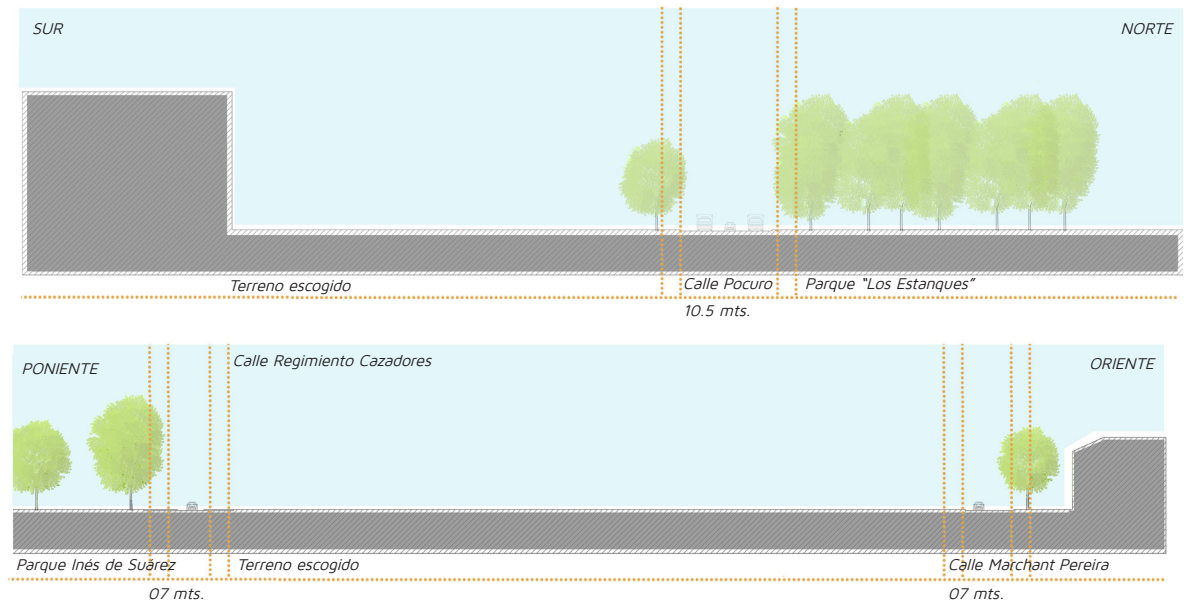 SUR
NORTE
Terreno escogido
Calle Pocuro
Parque "Los Estanques"
10.5 mts.
PONIENTE
Calle Regimiento Cazadores
ORIENTE
Parque Inés de Suárez
Terreno escogido
Calle Marchant Pereira
07 mts.
07 mts.